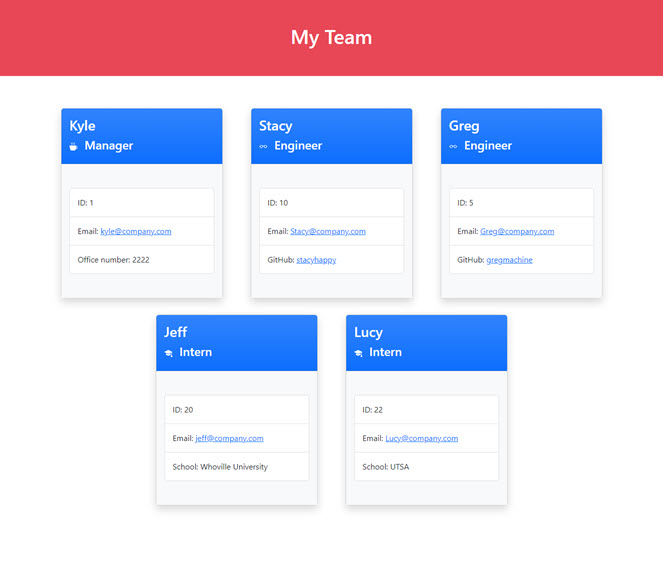 My Team
Kyle
Manager
ID: 1
Email: kyle@company.com
Office number: 2222
Stacy
Engineer
ID: 10
Email: Stacy@company.com
GitHub: stacyhappy
Greg
Engineer
ID: 5
Email: Greg@company.com
GitHub: gregmachine
Jeff
Intern
ID: 20
Email: jeff@company.com
School: Whoville University
Lucy
Intern
ID: 22
Email: Lucy@company.com
School: UTSA